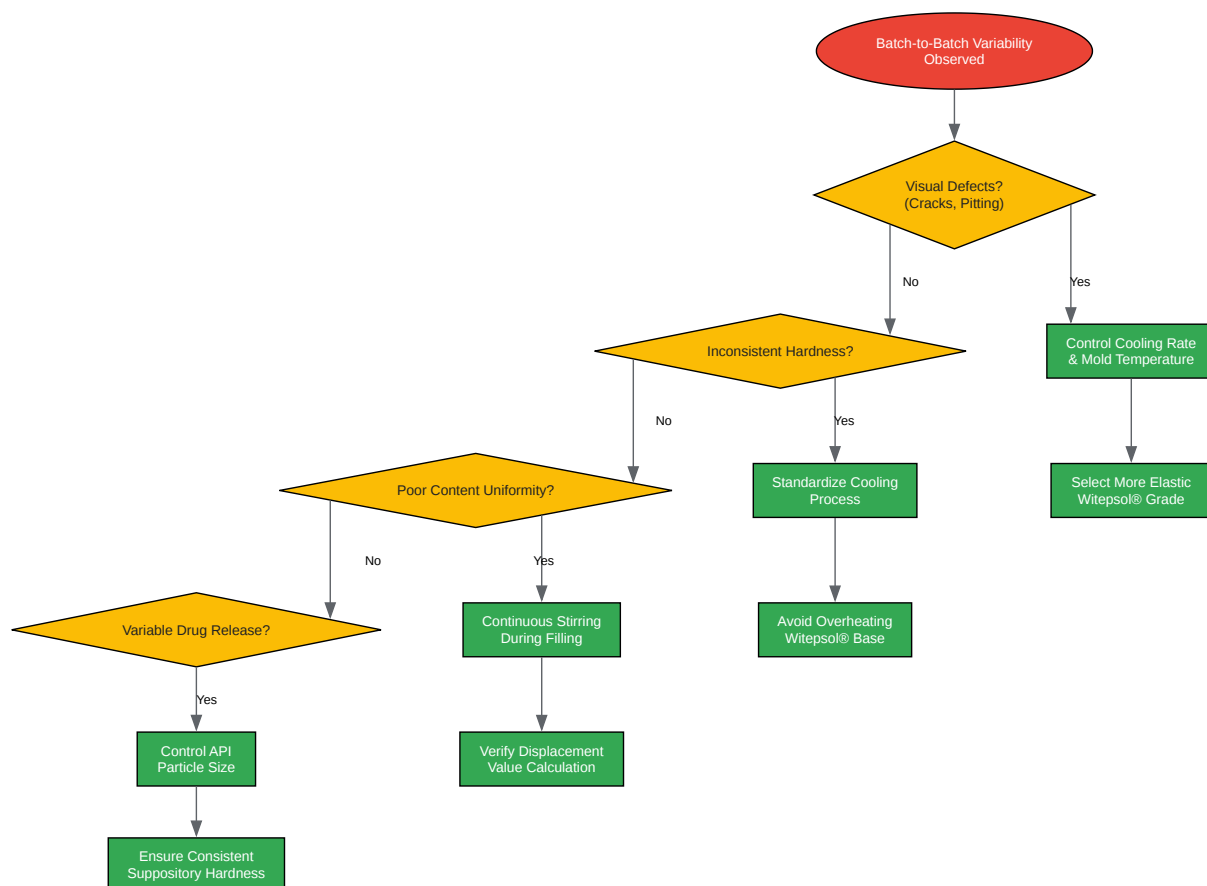 Batch-to-Batch Variability
Observed
Visual Defects?
(Cracks, Pitting)
No
Yes
Inconsistent Hardness?
Control Cooling Rate
& Mold Temperature
No
Yes
Poor Content Uniformity?
Standardize Cooling
Process
Select More Elastic
Witepsol® Grade
No
Yes
Variable Drug Release?
Continuous Stirring
During Filling
Avoid Overheating
Witepsol® Base
Yes
Control API
Particle Size
Verify Displacement
Value Calculation
Ensure Consistent
Suppository Hardness